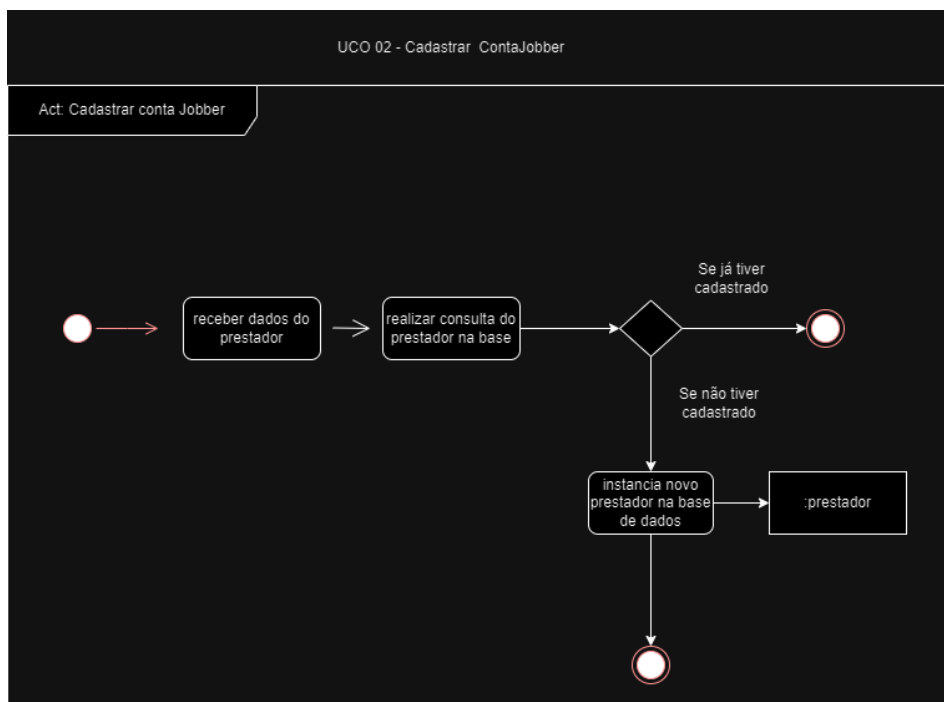 UCO 02 - Cadastrar ContaJobber
Act: Cadastrar conta Jobber
Se já tiver
cadastrado
receber dados do
prestador
realizar consulta do
prestador na base
Se não tiver
cadastrado
instancia novo
prestador na base
de dados
:prestador